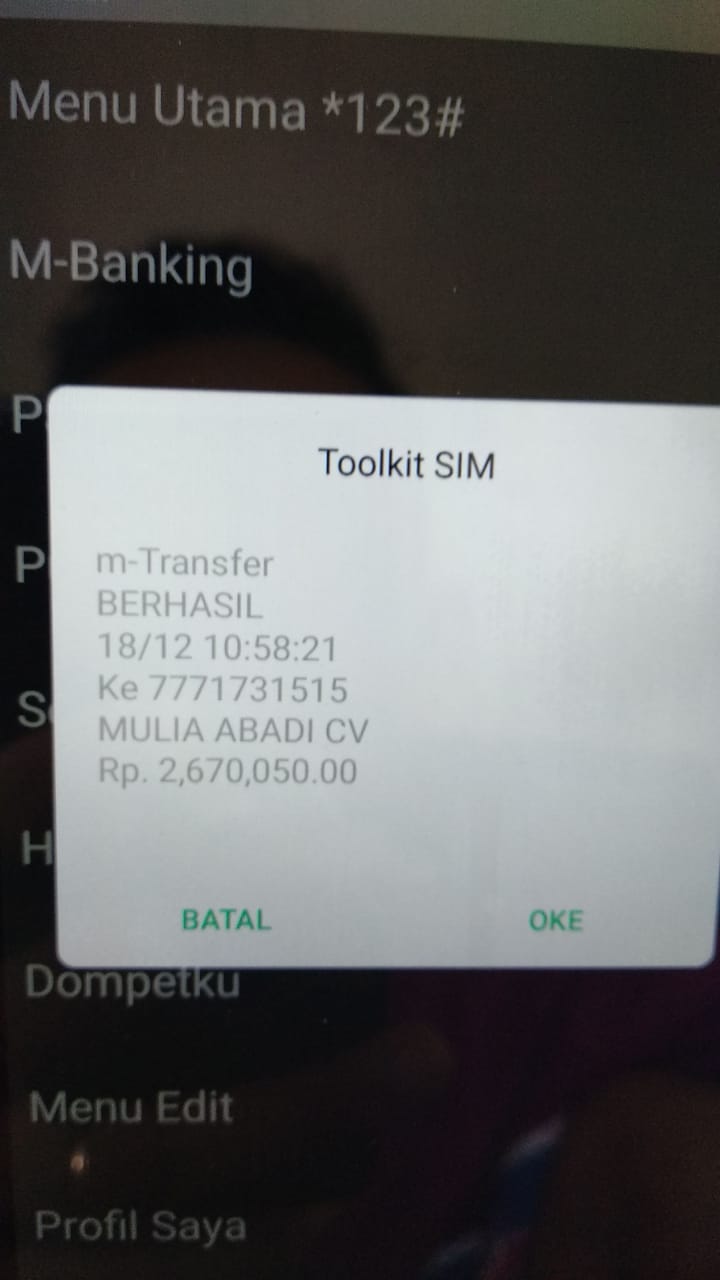 Menu Utama *123#
M-Banking
P
Toolkit SIM
P
m-Transfer
BERHASIL
18/12 10:58:21
Ke 7771731515
S
MULIA ABADI CV
Rp. 2,670,050.00
H
BATAL
OKE
Dompetku
Menu Edit
Profil Saya